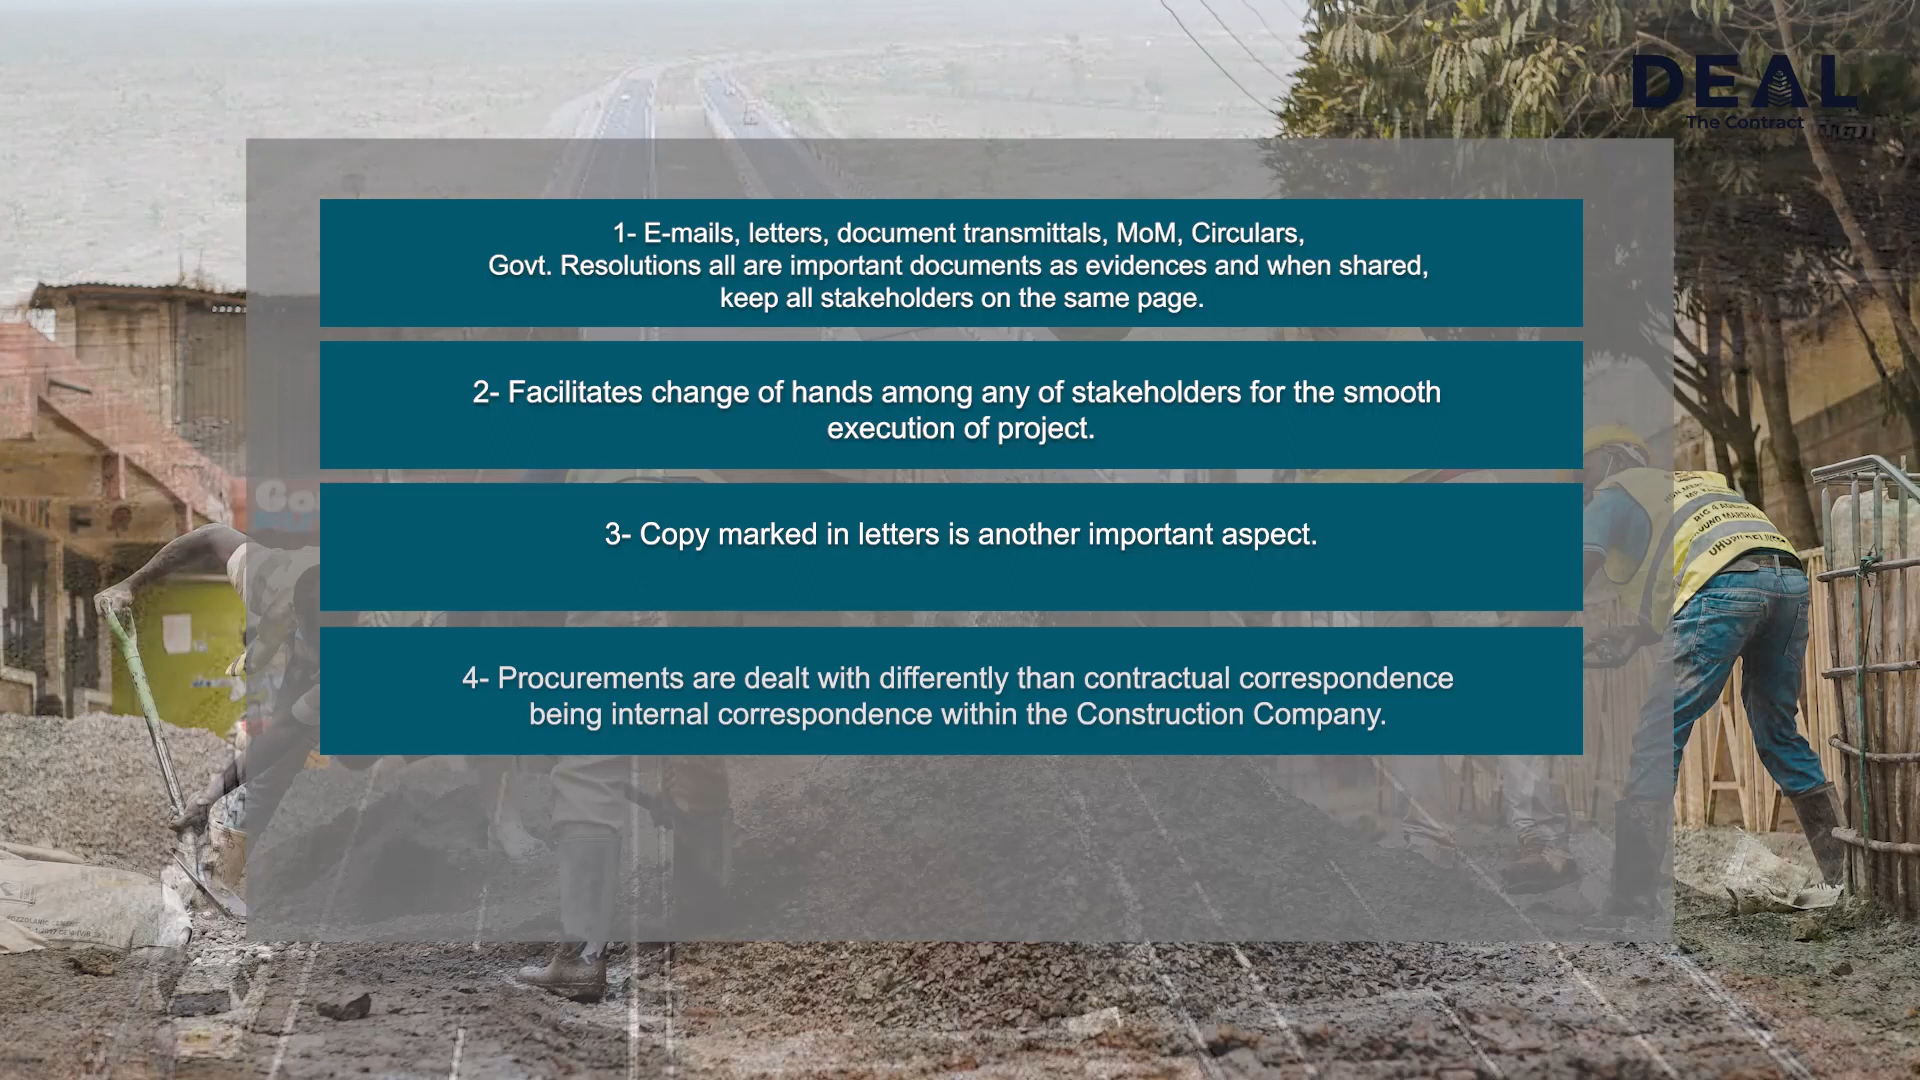 DEAL
The Contract
1- E-mails, letters, document transmittals, MoM, Circulars,
Govt. Resolutions all are important documents as evidences and when shared,
keep all stakeholders on the same page.
2- Facilitates change of hands among any of stakeholders for the smooth
execution of project.
3- Copy marked in letters is another important aspect.
4- Procurements are dealt with differently than contractual correspondence
being internal correspondence within the Construction Company.